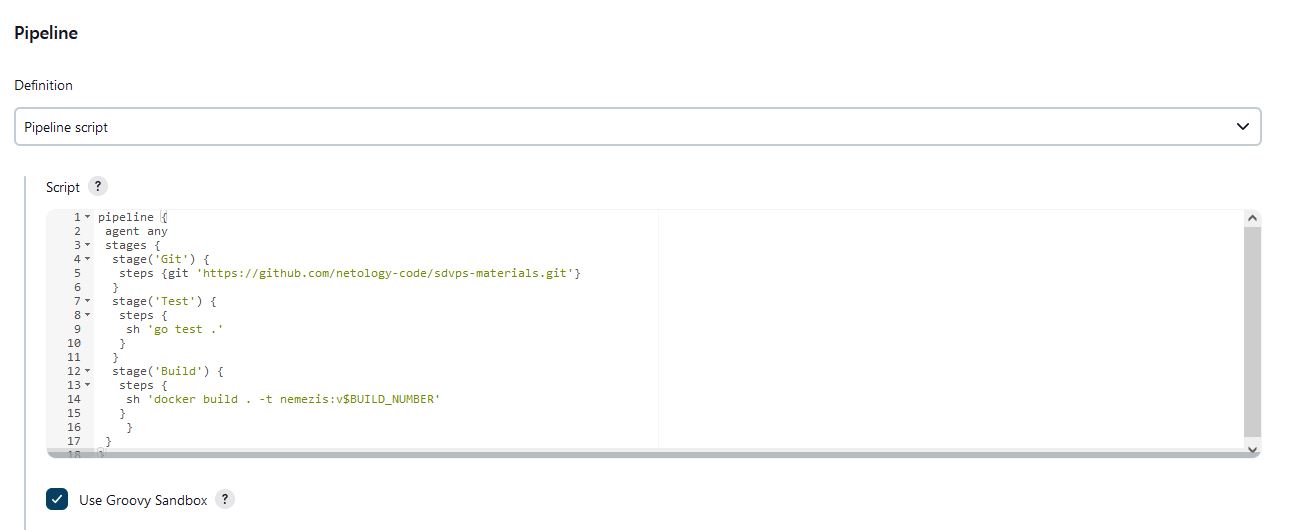 Pipeline
Definition
Pipeline script
Script ?
1 pipeline {
2 agent any
3 stages {
4 stage('Git') {
5 steps {git 'https://github.com/netology-code/sdvps-materials.git'}
6 }
7 stage('Test') {
8 steps {
9 sh 'go test .'
10 }
11 }
12 stage('Build') {
13 steps {
14 sh 'docker build . -t nemezis:v$BUILD_NUMBER'
15 }
16 }
17 }
18 }
Use Groovy Sandbox ?